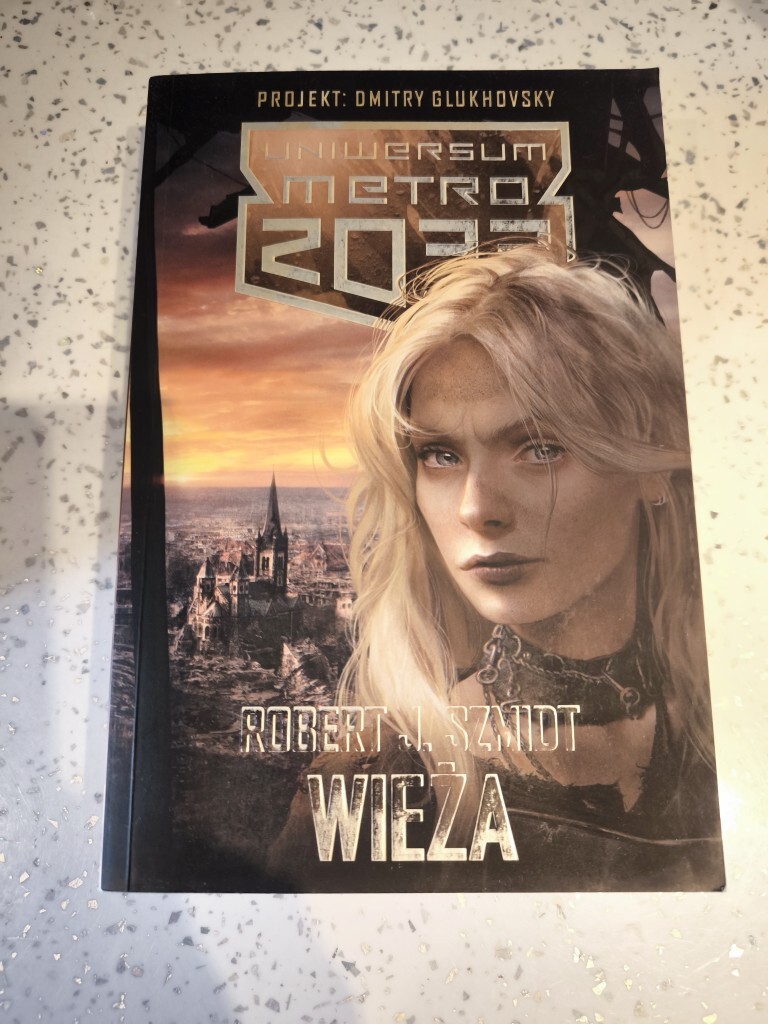 PROJEKT: DMITRY GLUKHOVSKY
UNIWERSUM
METRO
2033
ROBERT J. SZMIDT
WIEŻA